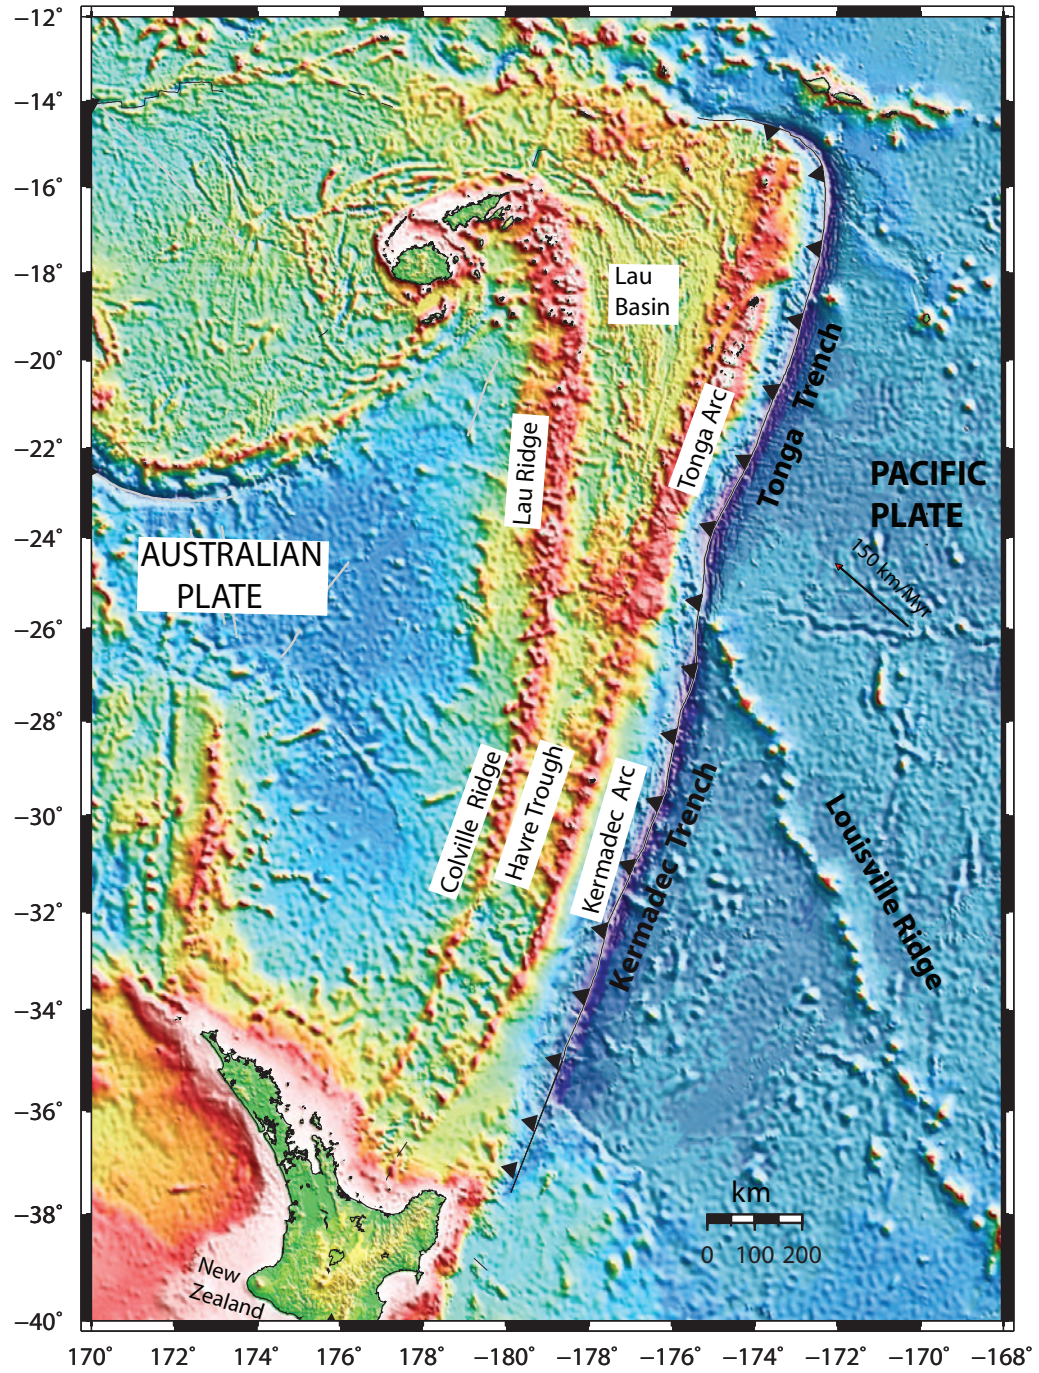 −12°
−14°
−16°
−18°
−20°
−22°
−24°
−26°
−28°
−30°
−32°
−34°
−36°
−38°
−40°
Lau
Basin
Tonga Trench
Tonga Arc
Lau Ridge
PACIFIC
PLATE
150 km/Myr
AUSTRALIAN
PLATE
Colville Ridge
Havre Trough
Kermadec Arc
Kermadec Trench
Louisville Ridge
km
0 100 200
New
Zealand
170 172 174 176 178 −180 −178 −176 −174 −172 −170 −168°